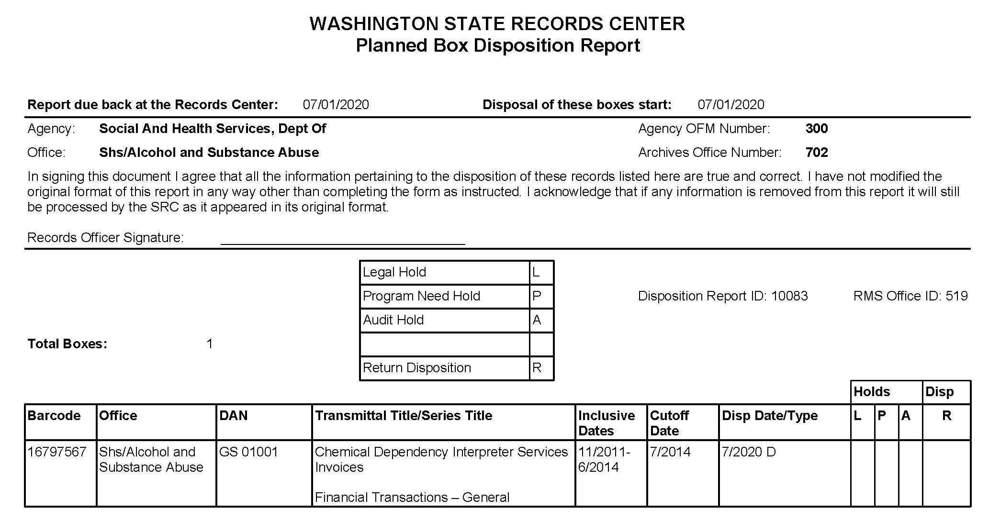 WASHINGTON STATE RECORDS CENTER
Planned Box Disposition Report
Report due back at the Records Center: 07/01/2020 Disposal of these boxes start: 07/01/2020
Agency: Social And Health Services, Dept Of Agency OFM Number: 300
Office: Shs/Alcohol and Substance Abuse Archives Office Number: 702
In signing this document I agree that all the information pertaining to the disposition of these records listed here are true and correct. I have not modified the
original format of this report in any way other than completing the form as instructed. I acknowledge that if any information is removed from this report it will still
be processed by the SRC as it appeared in its original format.
Records Officer Signature:
Legal Hold L
Program Need Hold P Disposition Report ID: 10083 RMS Office ID: 519
Audit Hold A
Total Boxes: 1
Return Disposition R
Holds Disp
Barcode Office DAN Transmittal Title/Series Title Inclusive Cutoff Disp Date/Type L P A R
Dates Date
16797567 Shs/Alcohol and GS 01001 Chemical Dependency Interpreter Services 11/2011- 7/2014 7/2020 D
Substance Abuse Invoices 6/2014
Financial Transactions – General